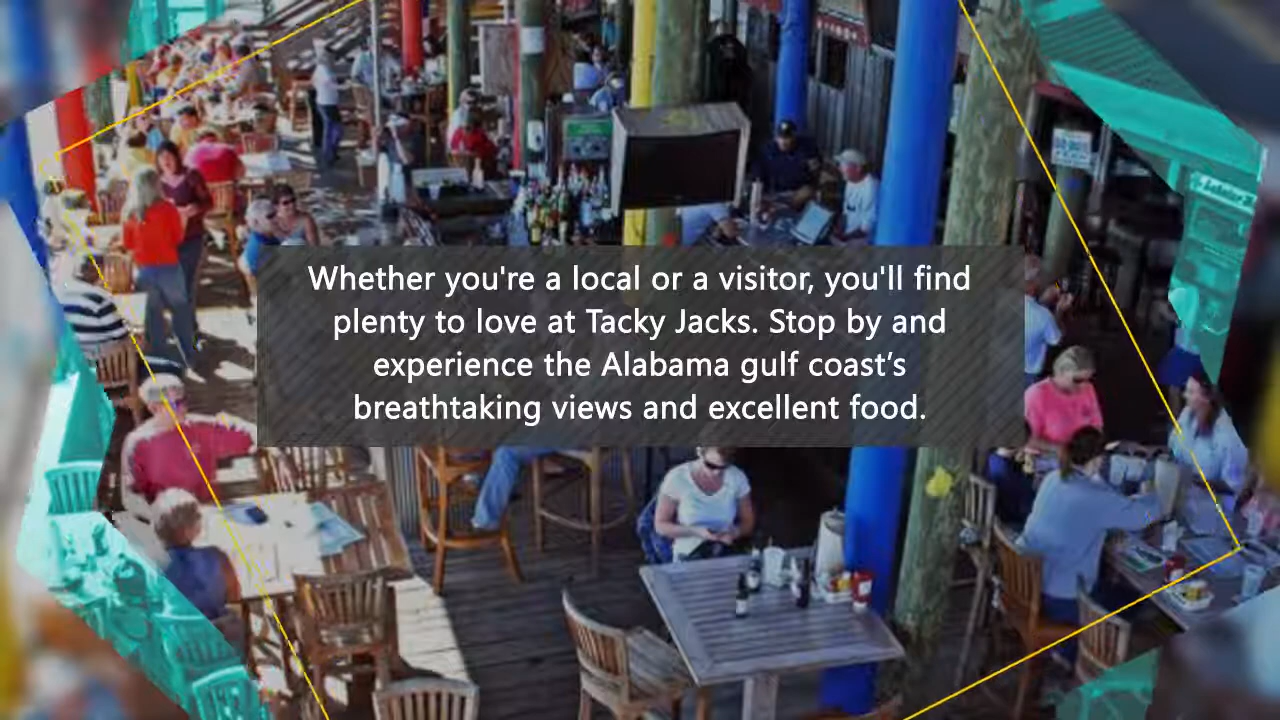 Whether you're a local or a visitor, you'll find
plenty to love at Tacky Jacks. Stop by and
experience the Alabama gulf coast’s
breathtaking views and excellent food.